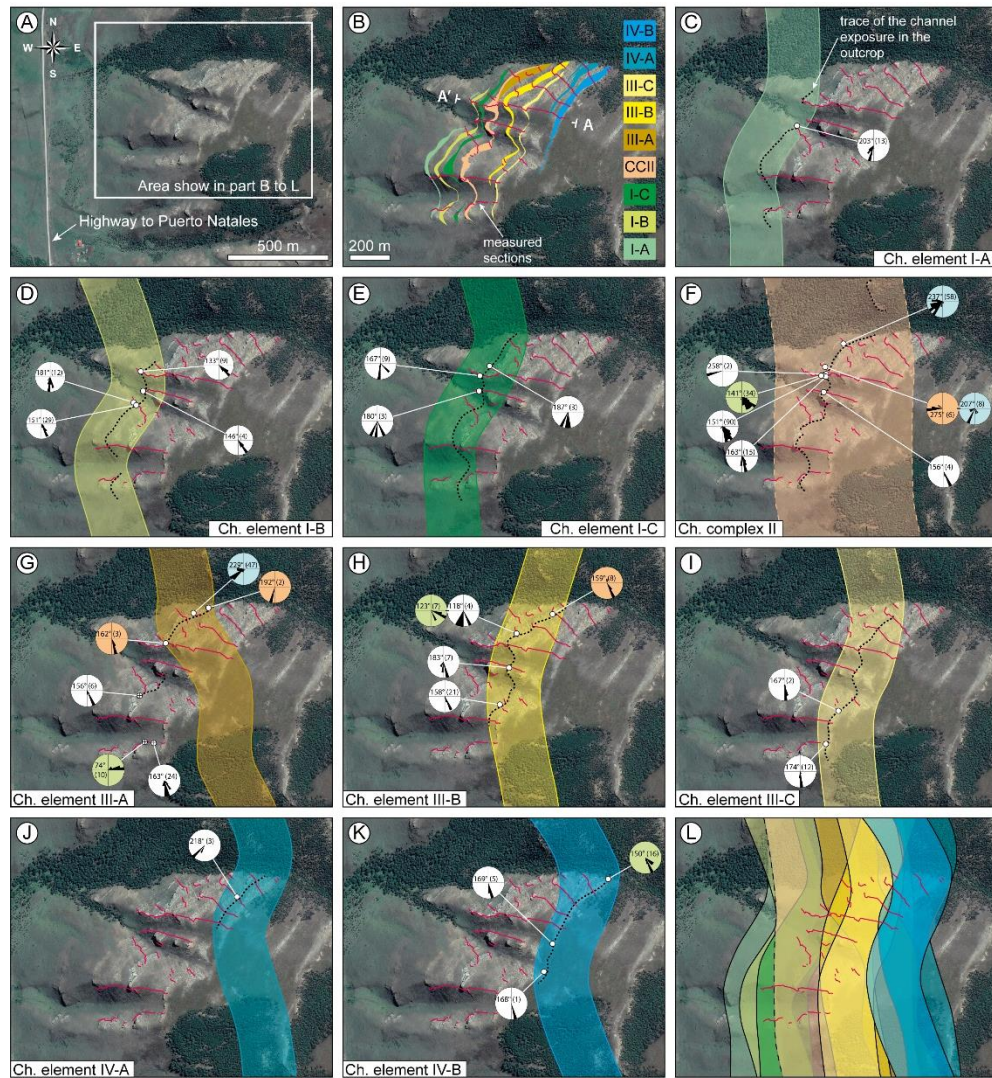 A
N
W E
S
Area show in part B to L
Highway to Puerto Natales
500 m
B
A'
A
measured
sections
200 m
IV-B
IV-A
III-C
III-B
III-A
CCII
I-C
I-B
I-A
C
trace of the channel
exposure in the
outcrop
203° (13)
Ch. element I-A
D
181° (12)
133° (9)
151° (29)
146° (4)
Ch. element I-B
E
167° (9)
180° (3)
187° (3)
Ch. element I-C
F
237° (58)
258° (2)
141° (34)
275° (6)
207° (8)
151° (90)
163° (15)
156° (4)
Ch. complex II
G
229° (47)
192° (2)
162° (3)
156° (6)
74°
(10)
163° (24)
Ch. element III-A
H
159° (8)
123° (7)
118° (4)
183° (7)
158° (21)
Ch. element III-B
I
167° (2)
174° (12)
Ch. element III-C
J
218° (3)
Ch. element IV-A
K
150° (16)
169° (5)
168° (1)
Ch. element IV-B
L